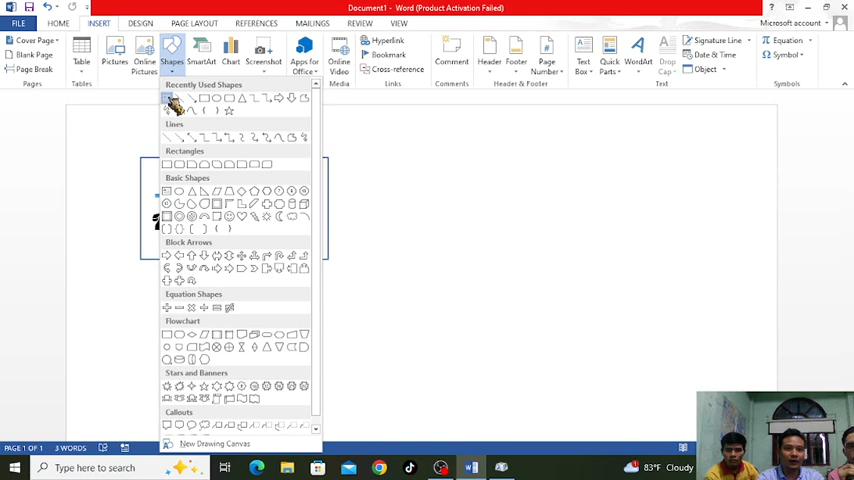 Document1 - Word (Product Activation Failed)
FILE HOME INSERT DESIGN PAGE LAYOUT REFERENCES MAILINGS REVIEW VIEW Microsoft account
Cover Page
Blank Page
Page Break
Table
Pictures
Online Pictures
Shapes
SmartArt
Chart
Screenshot
Apps for Office
Online Video
Hyperlink
Bookmark
Cross-reference
Comment
Header
Footer
Page Number
Text Box
Quick Parts
WordArt
Drop Cap
Signature Line
Date & Time
Object
Equation
Symbol
Pages Tables Links Comments Header & Footer Text Symbols
Recently Used Shapes
Lines
Rectangles
Basic Shapes
Block Arrows
Equation Shapes
Flowchart
Stars and Banners
Callouts
New Drawing Canvas
PAGE 1 OF 1 3 WORDS
Type here to search
83°F Cloudy